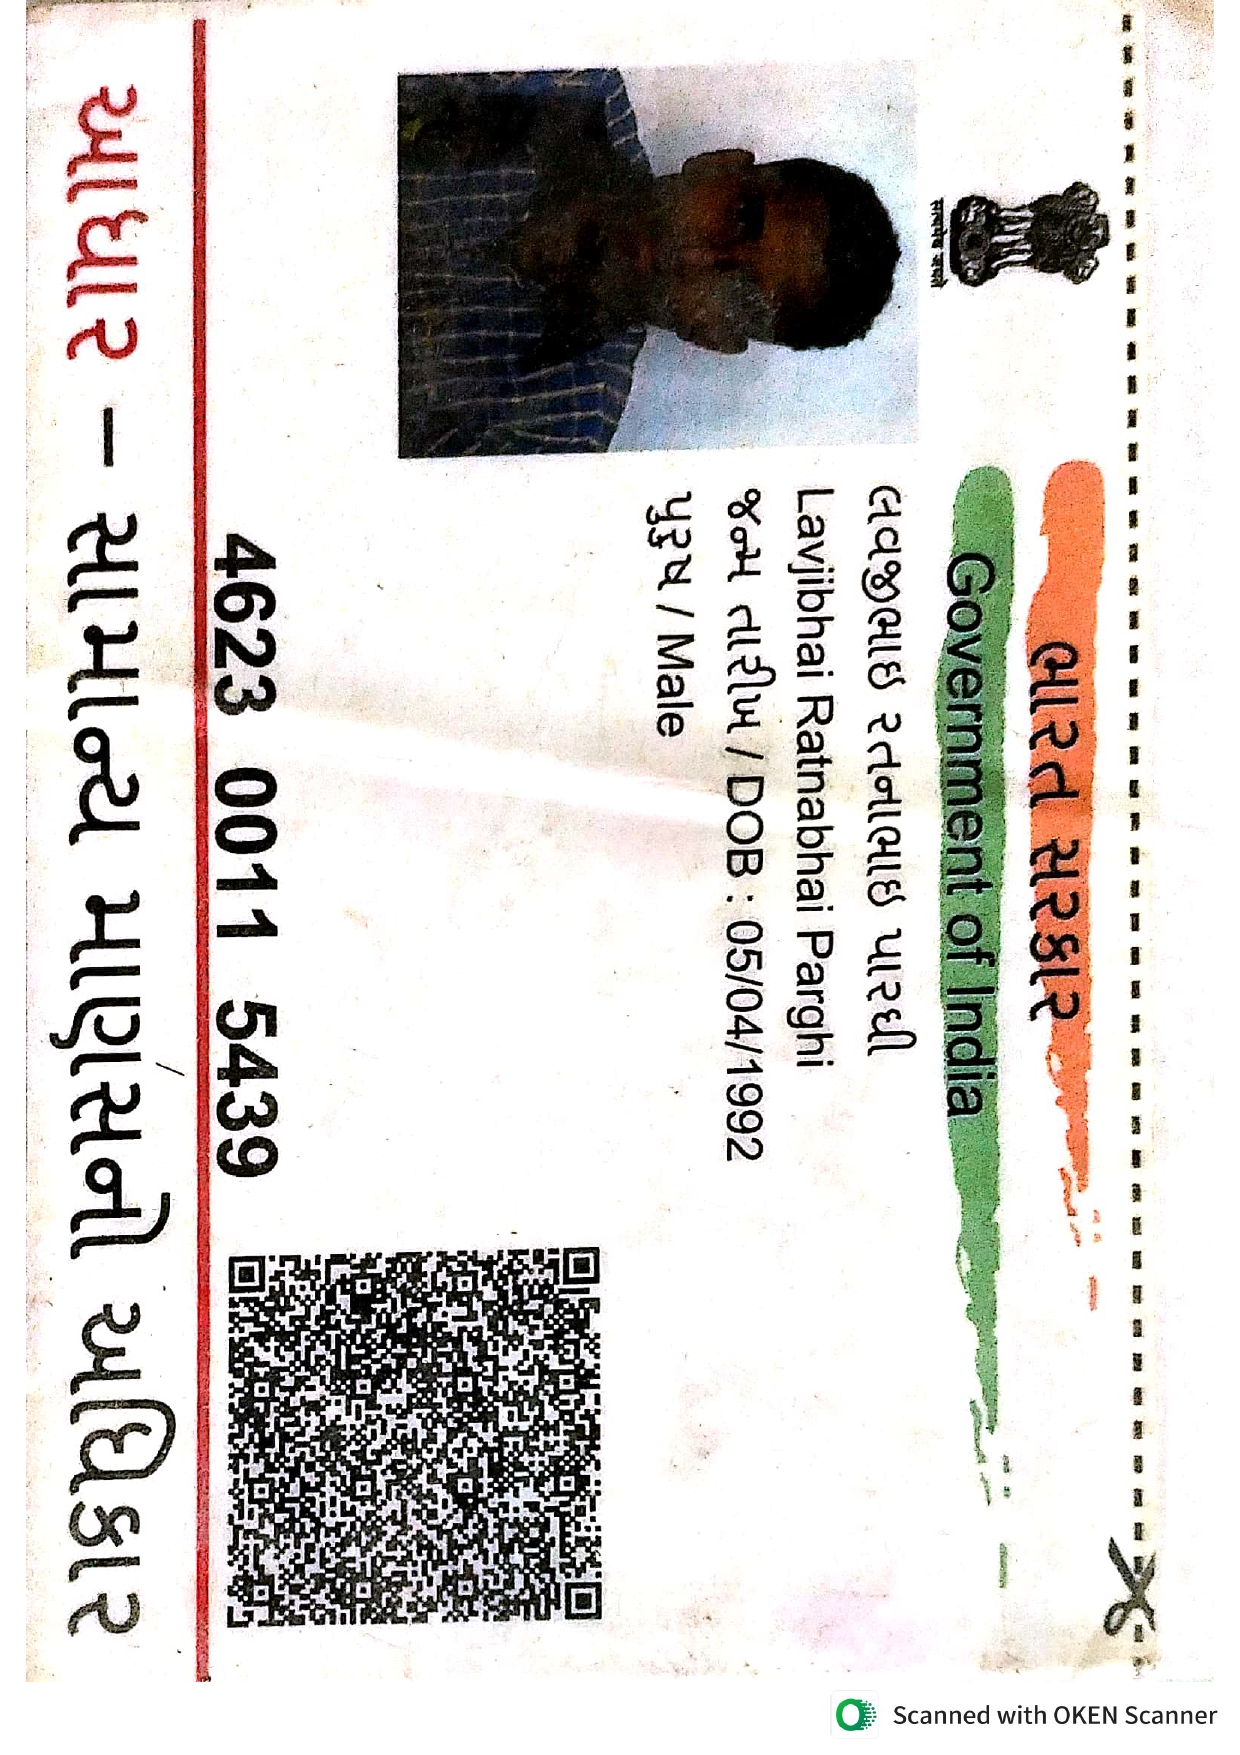 ભારત સરકાર
Government of India
सत्यमेव जयते
લવજીભાઇ રતનાભાઇ પારઘી
Lavjibhai Ratnabhai Parghi
જન્મ તારીખ / DOB : 05/04/1992
પુરુષ / Male
4623 0011 5439
આધાર – સામાન્ય માણસનો અધિકાર
Scanned with OKEN Scanner